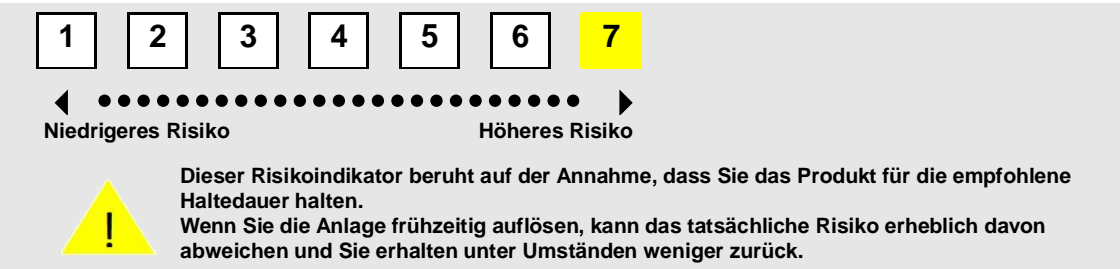 1 2 3 4 5 6 7
Niedrigeres Risiko Höheres Risiko
Dieser Risikoindikator beruht auf der Annahme, dass Sie das Produkt für die empfohlene
Haltedauer halten.
!
Wenn Sie die Anlage frühzeitig auflösen, kann das tatsächliche Risiko erheblich davon
abweichen und Sie erhalten unter Umständen weniger zurück.